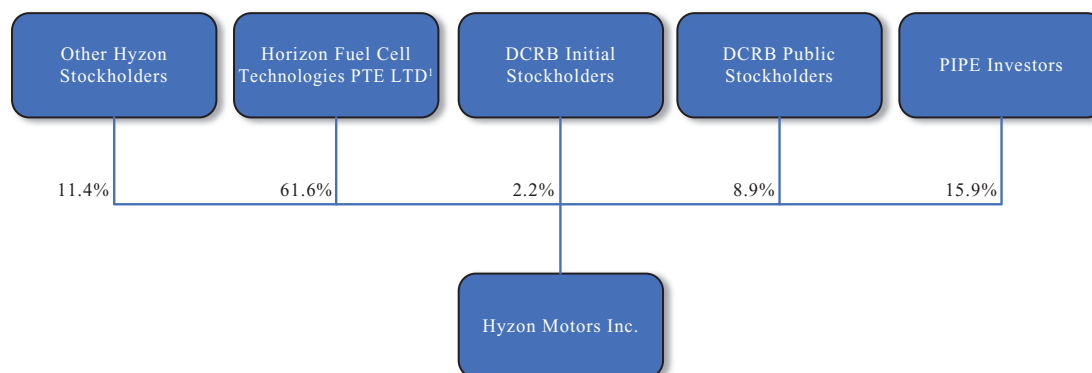 Other Hyzon
Stockholders
Horizon Fuel Cell
Technologies PTE LTD¹
DCRB Initial
Stockholders
DCRB Public
Stockholders
PIPE Investors
11.4%
61.6%
2.2%
8.9%
15.9%
Hyzon Motors Inc.